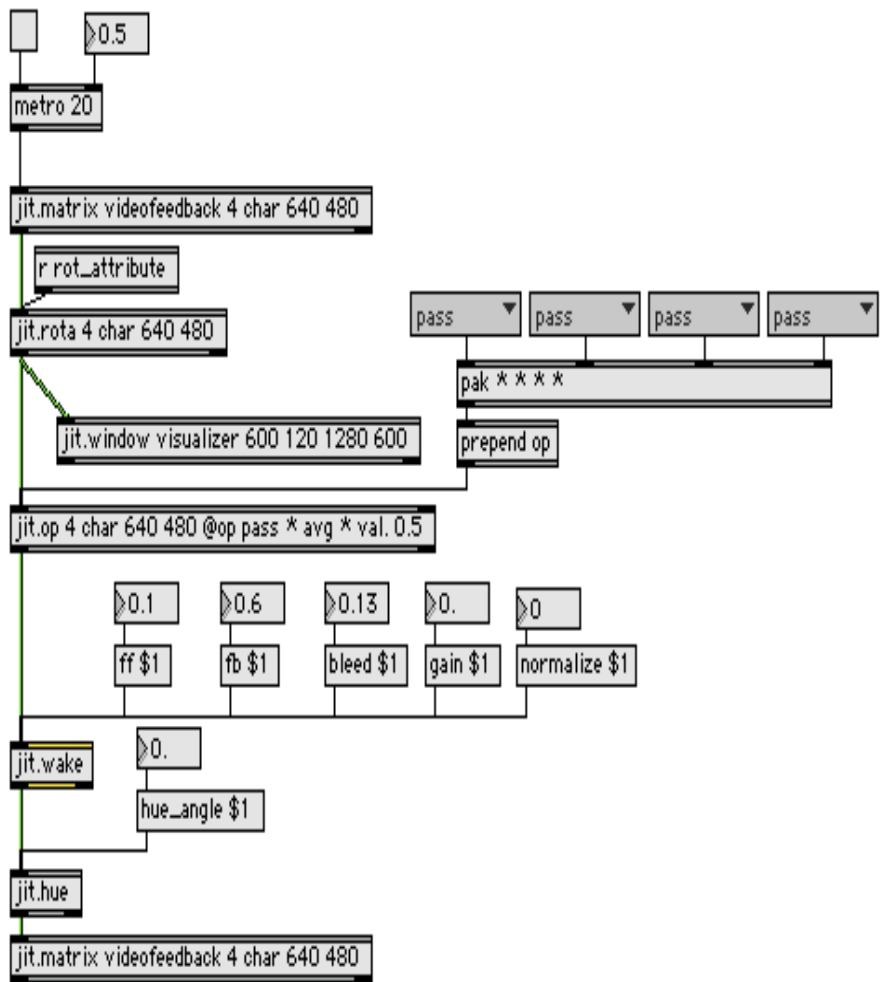 0.5
metro 20
jit.matrix videofeedback 4 char 640 480
r rot_attribute
jit.rota 4 char 640 480
pass pass pass pass
pak * * * *
jit.window visualizer 600 120 1280 600
prepend op
jit.op 4 char 640 480 @op pass * avg * val. 0.5
0.1 0.6 0.13 0. 0
ff $1 fb $1 bleed $1 gain $1 normalize $1
jit.wake
0.
hue_angle $1
jit.hue
jit.matrix videofeedback 4 char 640 480